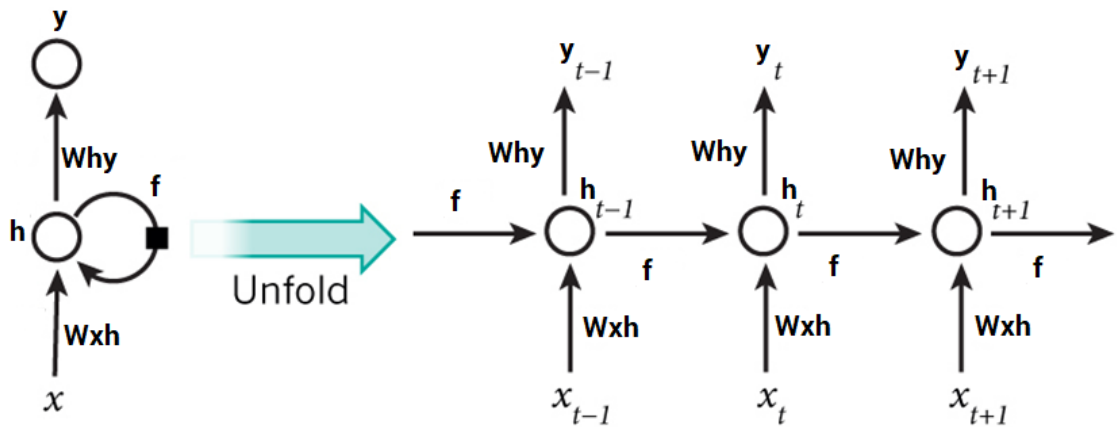 y
Why
f
h
Wxh
x
Unfold
y t-1
y t
y t+1
Why
Why
Why
f
h t-1
h t
h t+1
f
f
f
Wxh
Wxh
Wxh
x t-1
x t
x t+1